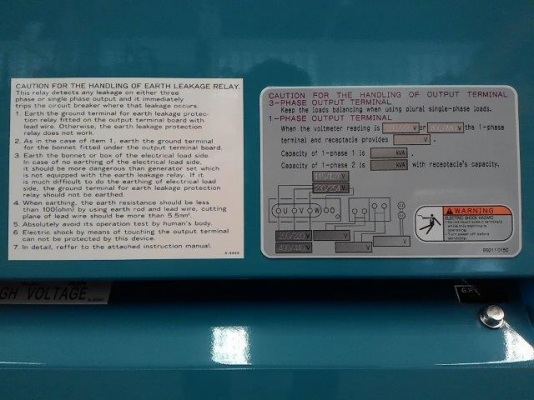 CAUTION FOR THE HANDLING OF EARTH LEAKAGE RELAY
This relay detects any leakage on either three
phase or single phase output and it immediately
trips the circuit breaker where that leakage occurs.
1. Earth the ground terminal for earth leakage protec-
tion relay fitted on the output terminal board with
lead wire. Otherwise, the earth leakage protection
relay does not work.
2. As in the case of item 1, earth the ground terminal
for the bonnet fitted under the output terminal board.
3. Earth the bonnet or box of the electrical load side.
In case of no earthing of the electrical load side
it should be more dangerous than generator set which
is not equipped with the earth leakage relay. If it
is much difficult to do the earthing of electrical load
side, the ground terminal for earth leakage protection
relay should not be earthed.
4. When earthing, the earth resistance should be less
than 100(ohm) by using earth rod and lead wire, cutting
plane of lead wire should be more than 5.5㎟.
5. Absolutely avoid its operation test by human's body.
6. Electric shock by means of touching the output terminal
can not be protected by this device.
7. In detail, refer to the attached instruction manual.
CAUTION FOR THE HANDLING OF OUTPUT TERMINAL
3-PHASE OUTPUT TERMINAL
Keep the loads balancing when using plural single-phase loads.
1-PHASE OUTPUT TERMINAL
When the voltmeter reading is V or V the 1-phase
terminal and receptacle provides V.
Capacity of 1-phase 1 is kVA.
Capacity of 1-phase 2 is kVA with receptacle's capacity.
V
V
O U O V O W O O
V
V
WARNING
ELECTRIC SHOCK HAZARD
GH VOLTAGE